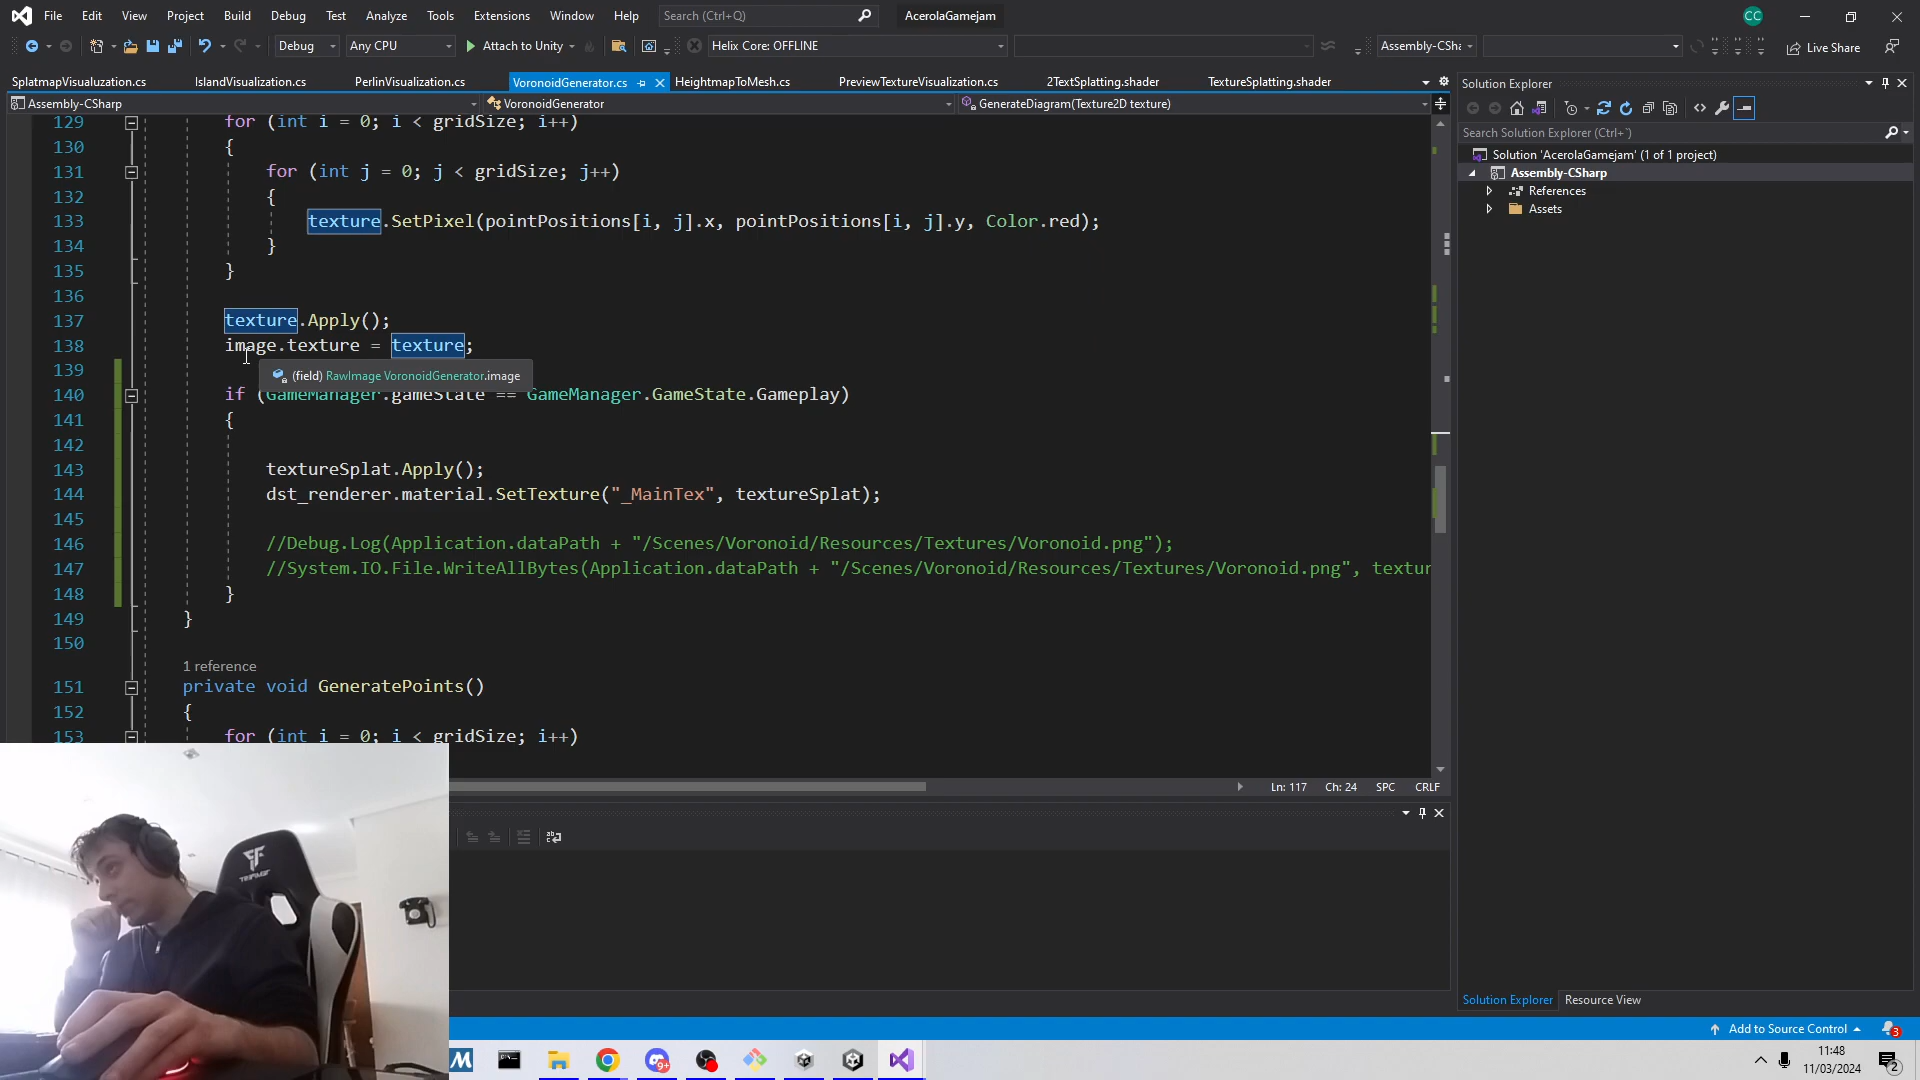 File Edit View Project Build Debug Test Analyze Tools Extensions Window Help Search (Ctrl+Q) AcerolaGamejam CC
Debug Any CPU Attach to Unity Helix Core: OFFLINE Assembly-CSha Live Share
SplatmapVisualuzation.cs IslandVisualization.cs PerlinVisualization.cs VoronoidGenerator.cs HeightmapToMesh.cs PreviewTextureVisualization.cs 2TextSplatting.shader TextureSplatting.shader
Assembly-CSharp VoronoidGenerator GenerateDiagram(Texture2D texture)
129 for (int i = 0; i < gridSize; i++)
130 {
131 for (int j = 0; j < gridSize; j++)
132 {
133 texture.SetPixel(pointPositions[i, j].x, pointPositions[i, j].y, Color.red);
134 }
135 }
136
137 texture.Apply();
138 image.texture = texture;
139
(field) RawImage VoronoidGenerator.image
140 if (GameManager.gameState == GameManager.GameState.Gameplay)
141 {
142
143 textureSplat.Apply();
144 dst_renderer.material.SetTexture("_MainTex", textureSplat);
145
146 //Debug.Log(Application.dataPath + "/Scenes/Voronoid/Resources/Textures/Voronoid.png");
147 //System.IO.File.WriteAllBytes(Application.dataPath + "/Scenes/Voronoid/Resources/Textures/Voronoid.png", textur
148 }
149 }
150
1 reference
151 private void GeneratePoints()
152 {
153 for (int i = 0; i < gridSize; i++)
Ln: 117 Ch: 24 SPC CRLF
Solution Explorer
Search Solution Explorer (Ctrl+`)
Solution 'AcerolaGamejam' (1 of 1 project)
Assembly-CSharp
References
Assets
Solution Explorer Resource View
Add to Source Control 3
9+
11:48
11/03/2024
2